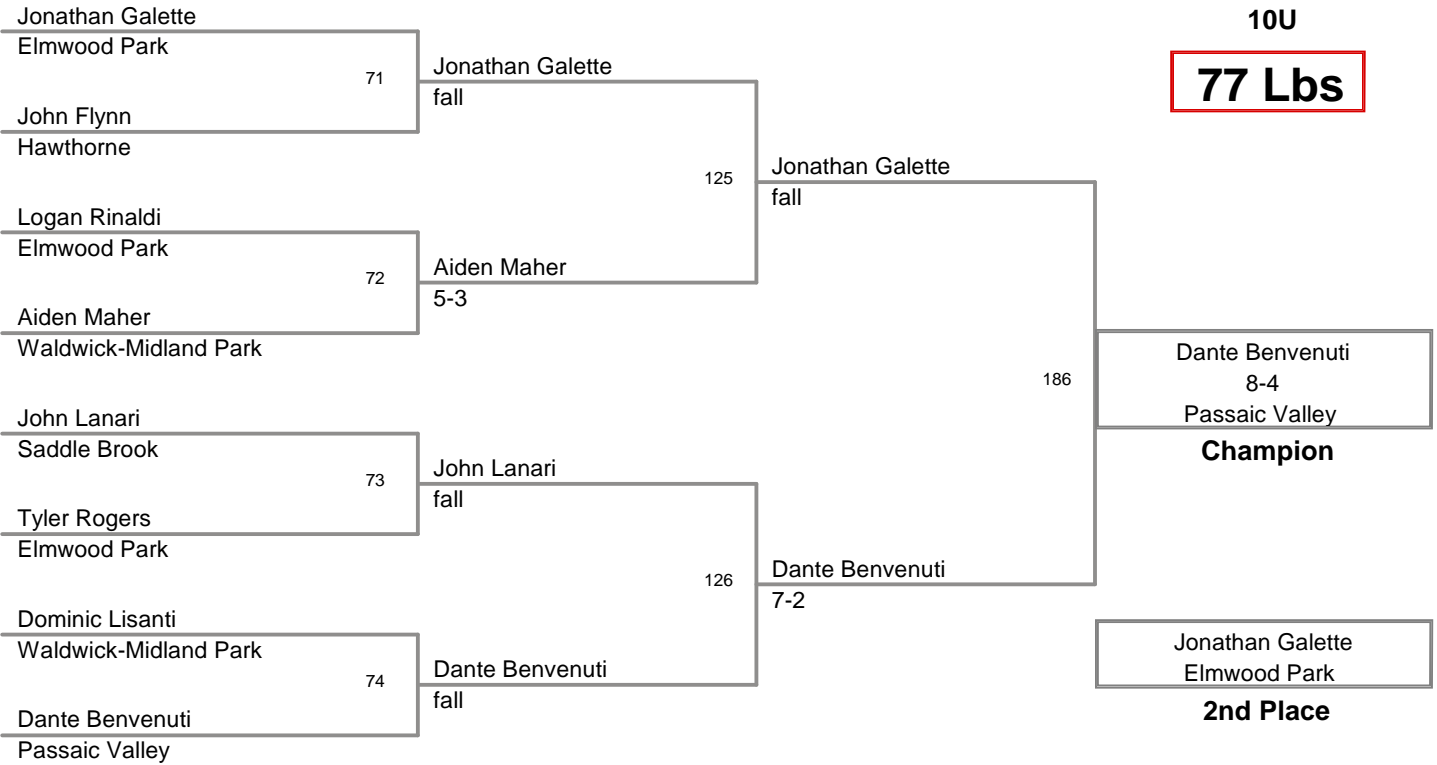 Jonathan Galette
Elmwood Park
71
John Flynn
Hawthorne
Logan Rinaldi
Elmwood Park
72
Aiden Maher
Waldwick-Midland Park
John Lanari
Saddle Brook
73
Tyler Rogers
Elmwood Park
Dominic Lisanti
Waldwick-Midland Park
74
Dante Benvenuti
Passaic Valley
Jonathan Galette
fall
125
Aiden Maher
5-3
John Lanari
fall
126
Dante Benvenuti
fall
Jonathan Galette
fall
186
Dante Benvenuti
7-2
10U
77 Lbs
Dante Benvenuti
8-4
Passaic Valley
Champion
Jonathan Galette
Elmwood Park
2nd Place